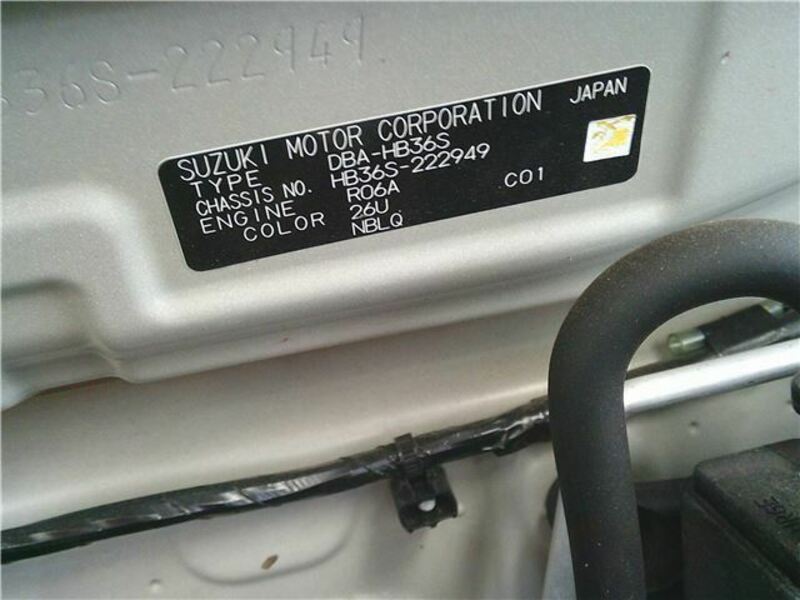 36S-222949
SUZUKI MOTOR CORPORATION JAPAN
TYPE DBA-HB36S
CHASSIS NO. HB36S-222949
ENGINE R06A
COLOR 26U C01
NBLQ